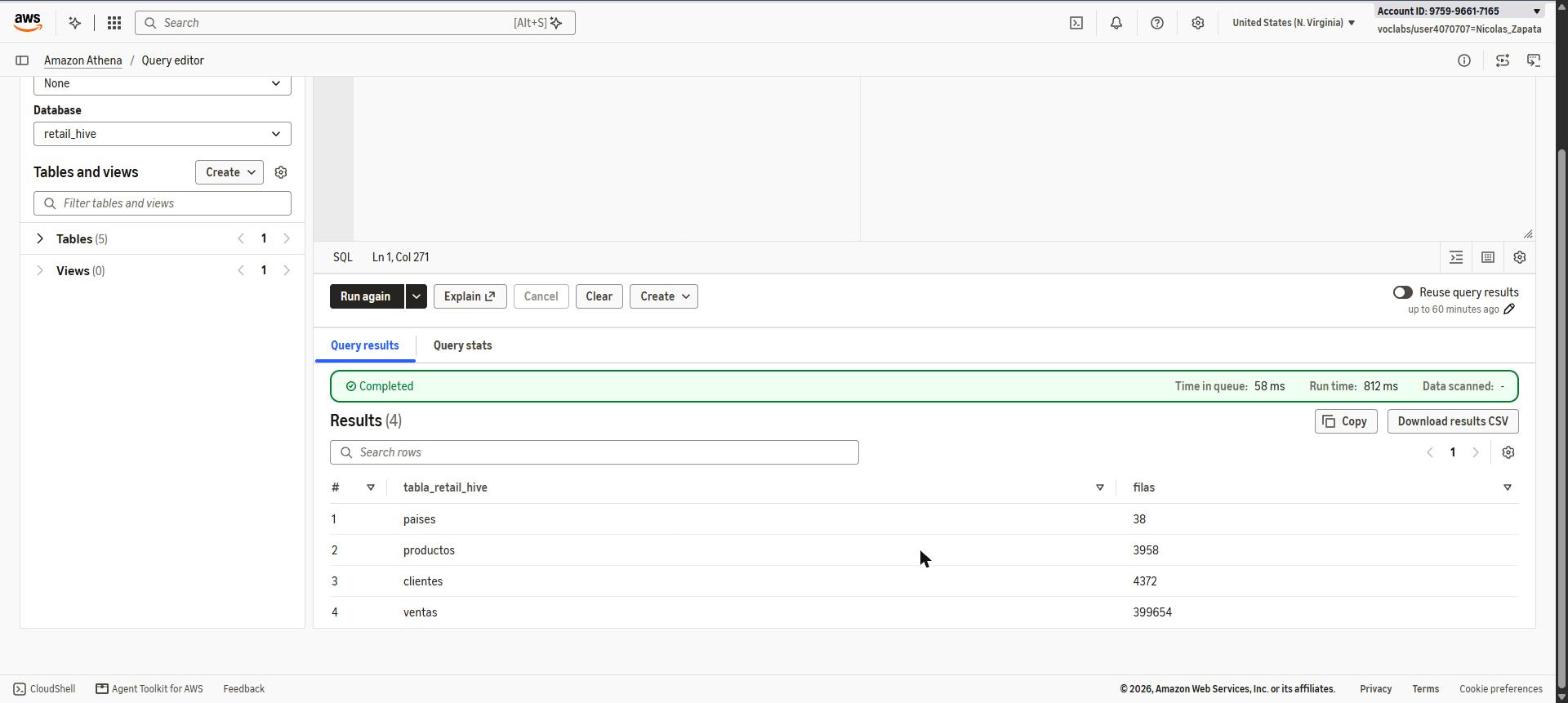 aws
Search
[Alt+S]
United States (N. Virginia)
Account ID: 9759-9661-7165
voclabs/user4070707=Nicolas_Zapata
Amazon Athena / Query editor
None
Database
retail_hive
Tables and views
Create
Filter tables and views
Tables (5)
< 1 >
Views (0)
< 1 >
SQL Ln 1, Col 271
Run again
Explain
Cancel
Clear
Create
Reuse query results
up to 60 minutes ago
Query results
Query stats
Completed
Time in queue: 58 ms
Run time: 812 ms
Data scanned: -
Results (4)
Copy
Download results CSV
Search rows
< 1 >
# tabla_retail_hive filas
1 paises 38
2 productos 3958
3 clientes 4372
4 ventas 399654
CloudShell
Agent Toolkit for AWS
Feedback
© 2026, Amazon Web Services, Inc. or its affiliates.
Privacy
Terms
Cookie preferences